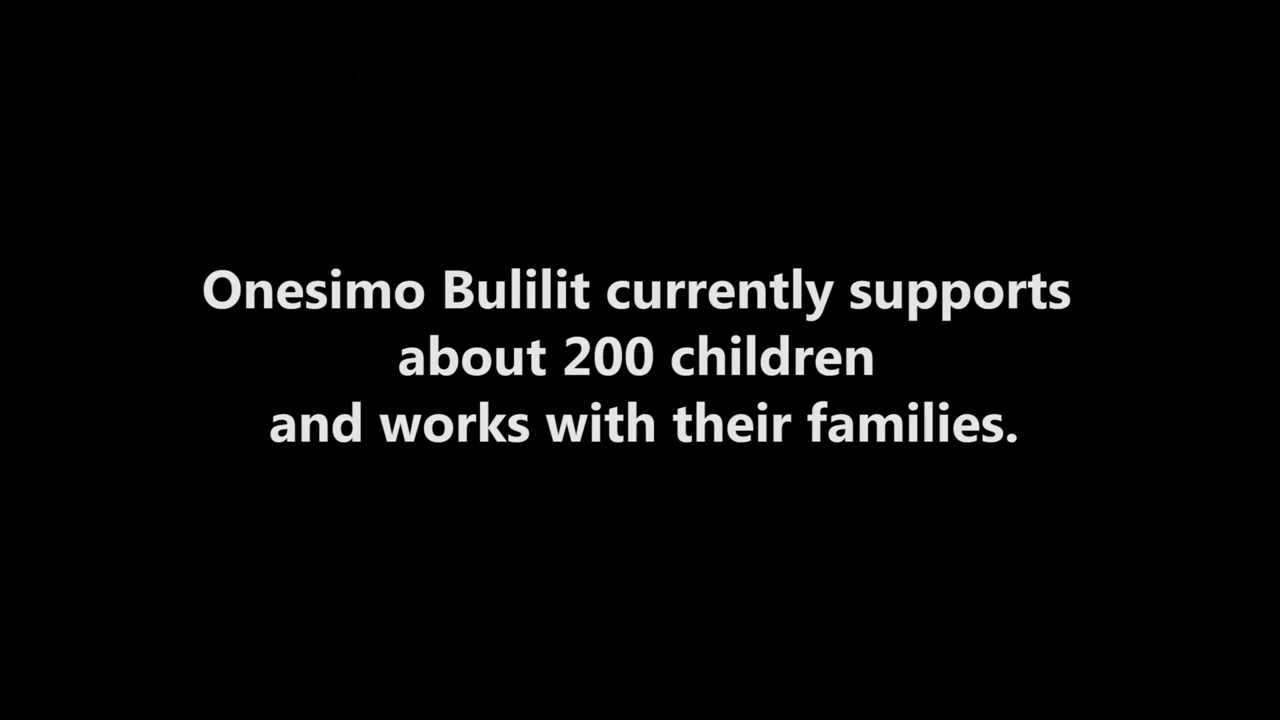 Onesimo Bulilit currently supports
about 200 children
and works with their families.